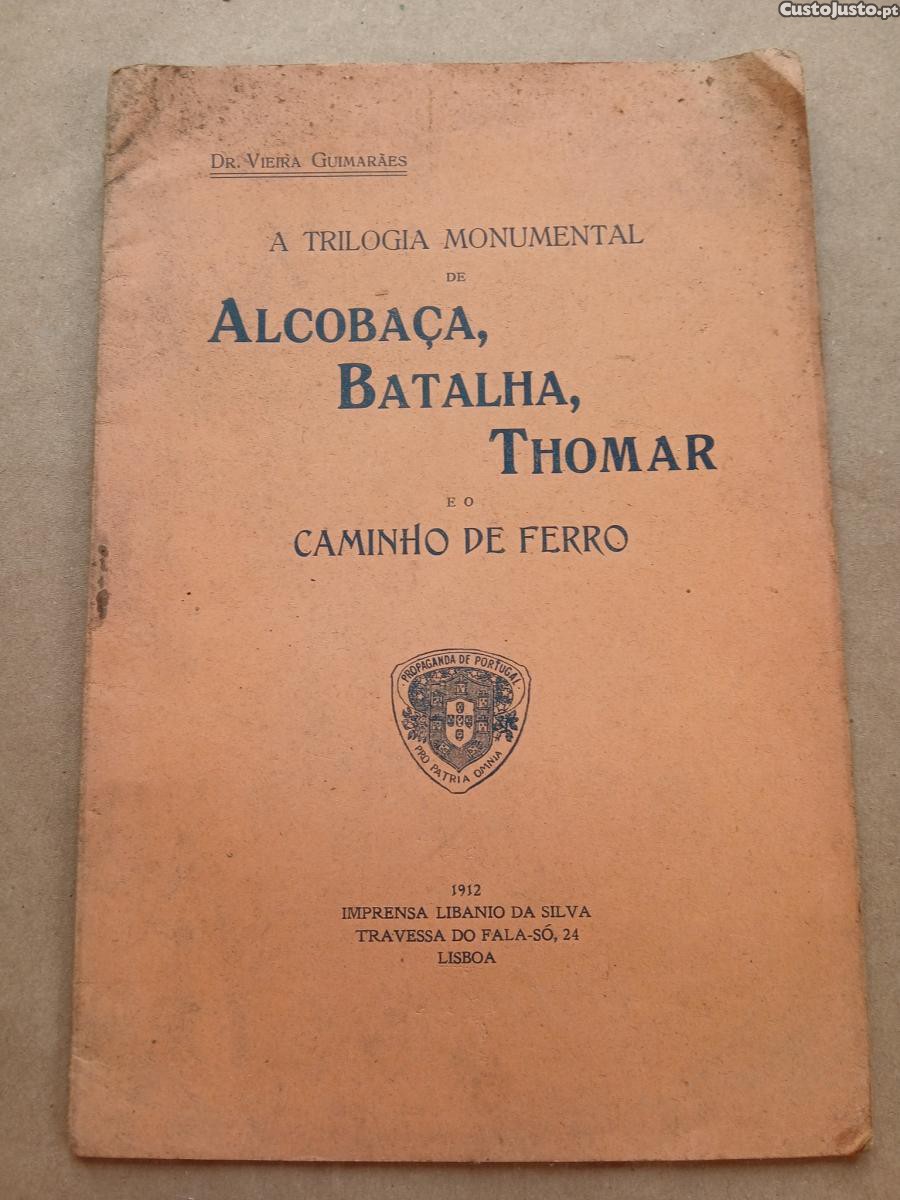 CustoJusto.pt
DR. VIEIRA GUIMARÃES
A TRILOGIA MONUMENTAL
DE
ALCOBAÇA,
BATALHA,
THOMAR
E O
CAMINHO DE FERRO
· PROPAGANDA DE PORTUGAL ·
PRO PATRIA OMNIA
1912
IMPRENSA LIBANIO DA SILVA
TRAVESSA DO FALA-SÓ, 24
LISBOA